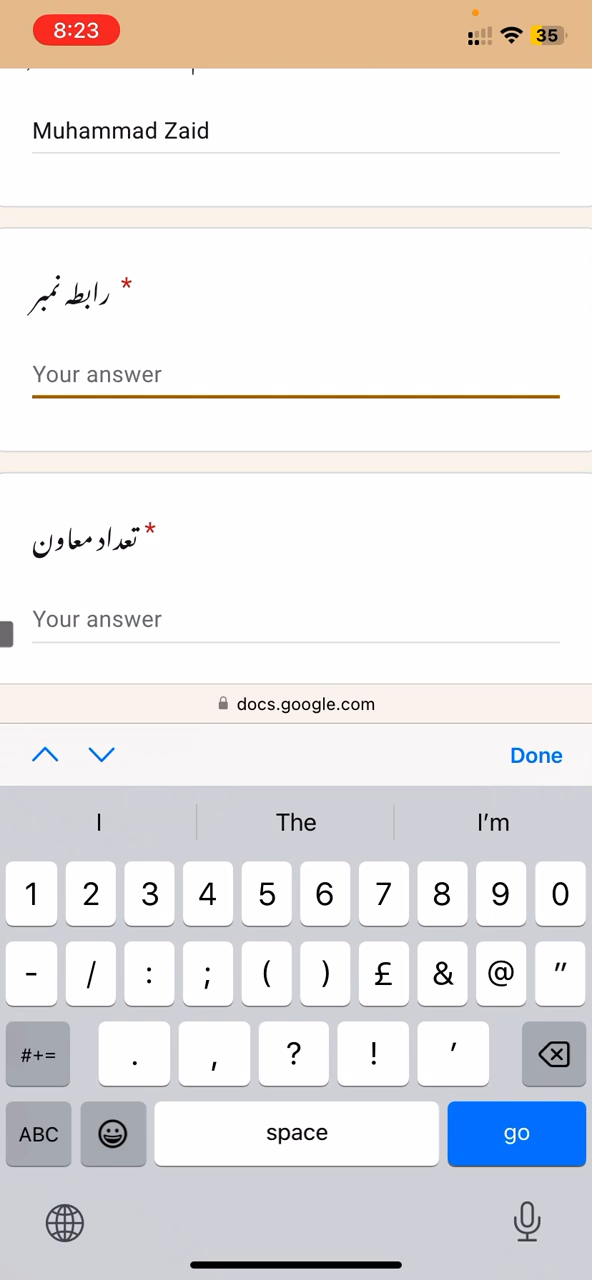 8:23
35
Muhammad Zaid
رابطہ نمبر *
Your answer
تعداد معاون *
Your answer
docs.google.com
Done
I The I'm
1 2 3 4 5 6 7 8 9 0
- / : ; ( ) £ & @ "
#+= . , ? ! '
ABC space go